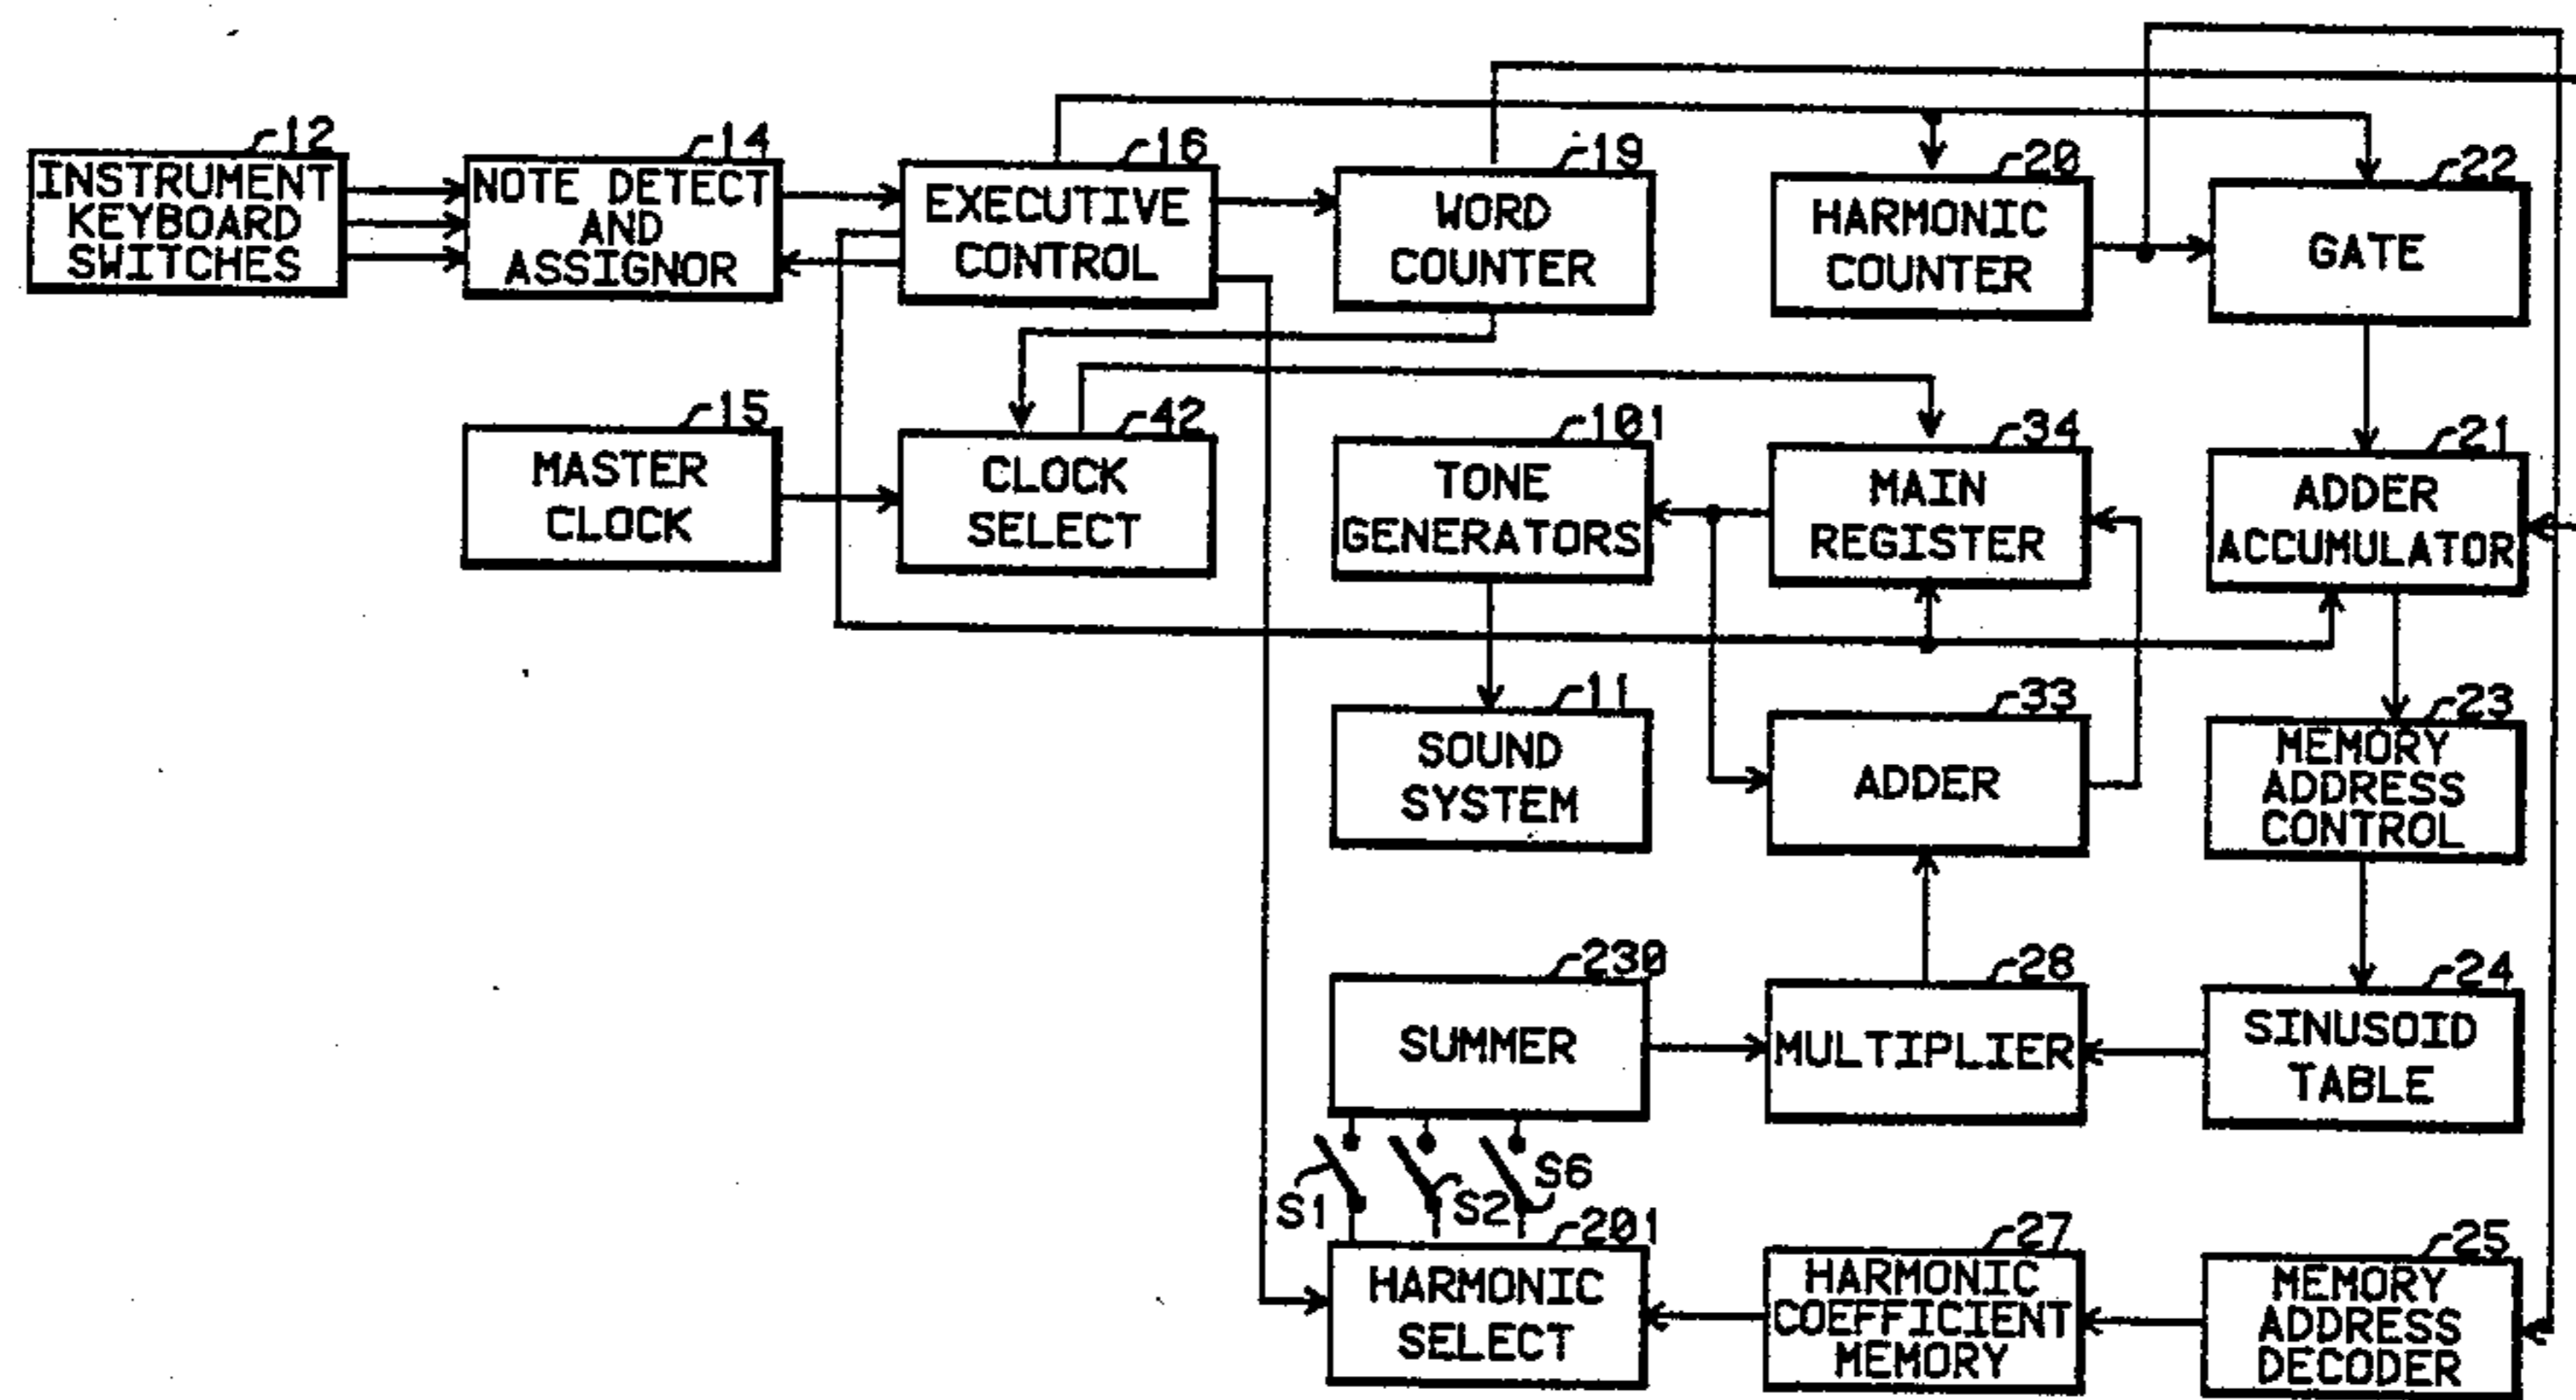 12
INSTRUMENT
KEYBOARD
SWITCHES
14
NOTE DETECT
AND
ASSIGNOR
16
EXECUTIVE
CONTROL
19
WORD
COUNTER
20
HARMONIC
COUNTER
22
GATE
15
MASTER
CLOCK
42
CLOCK
SELECT
101
TONE
GENERATORS
34
MAIN
REGISTER
21
ADDER
ACCUMULATOR
11
SOUND
SYSTEM
33
ADDER
23
MEMORY
ADDRESS
CONTROL
230
SUMMER
28
MULTIPLIER
24
SINUSOID
TABLE
S1
S2
S6
201
HARMONIC
SELECT
27
HARMONIC
COEFFICIENT
MEMORY
25
MEMORY
ADDRESS
DECODER